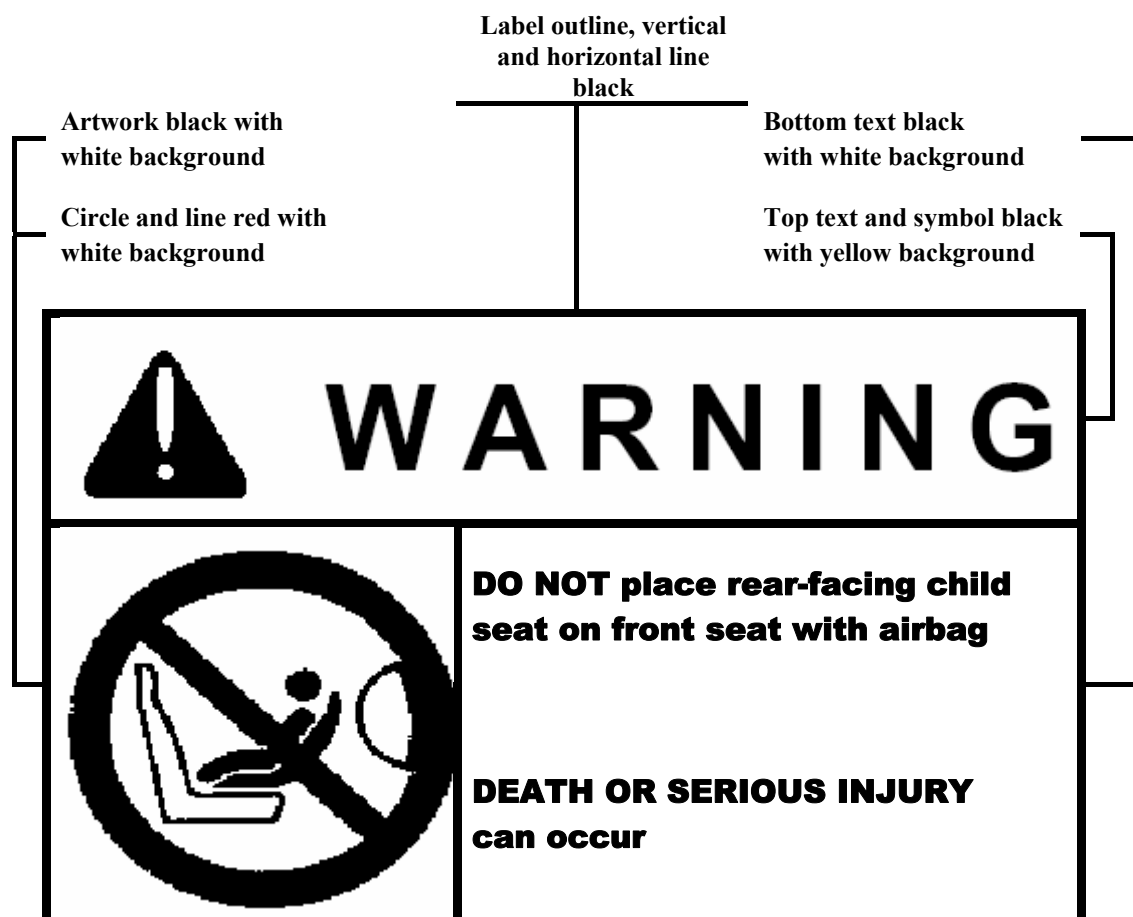 Label outline, vertical
and horizontal line
black
Artwork black with
white background
Bottom text black
with white background
Circle and line red with
white background
Top text and symbol black
with yellow background
WARNING
DO NOT place rear-facing child
seat on front seat with airbag
DEATH OR SERIOUS INJURY
can occur